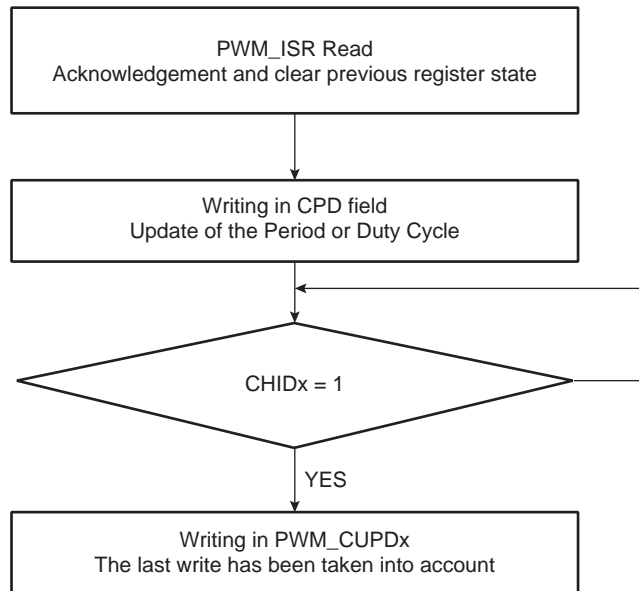 PWM_ISR Read
Acknowledgement and clear previous register state
Writing in CPD field
Update of the Period or Duty Cycle
CHIDx = 1
YES
Writing in PWM_CUPDx
The last write has been taken into account